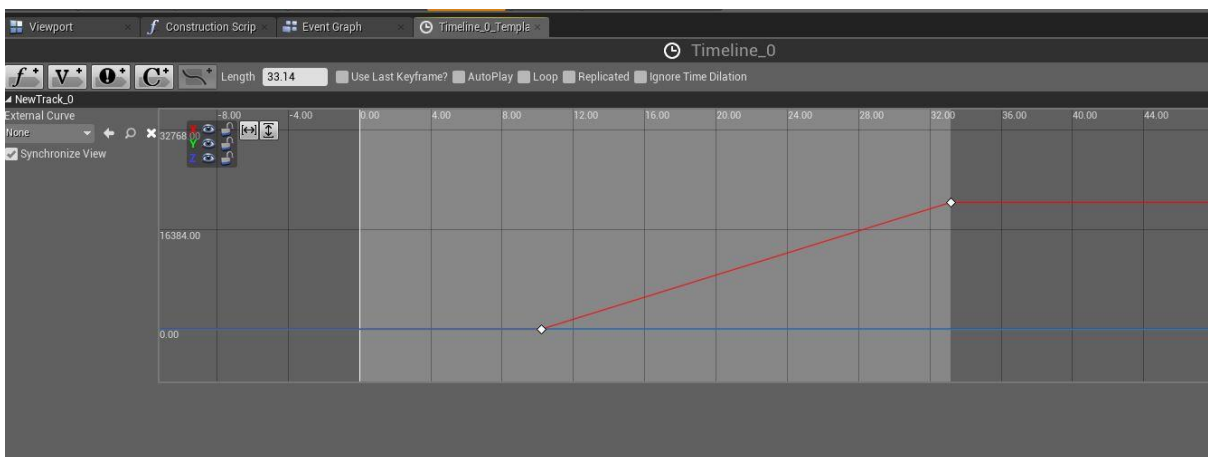 Viewport Construction Scrip Event Graph Timeline_0_Templa
Timeline_0
f+ V+ !+ C+ Length 33.14 Use Last Keyframe? AutoPlay Loop Replicated Ignore Time Dilation
NewTrack_0
External Curve
None
Synchronize View
-8.00 -4.00 0.00 4.00 8.00 12.00 16.00 20.00 24.00 28.00 32.00 36.00 40.00 44.00
32768.00
X
Y
Z
16384.00
0.00